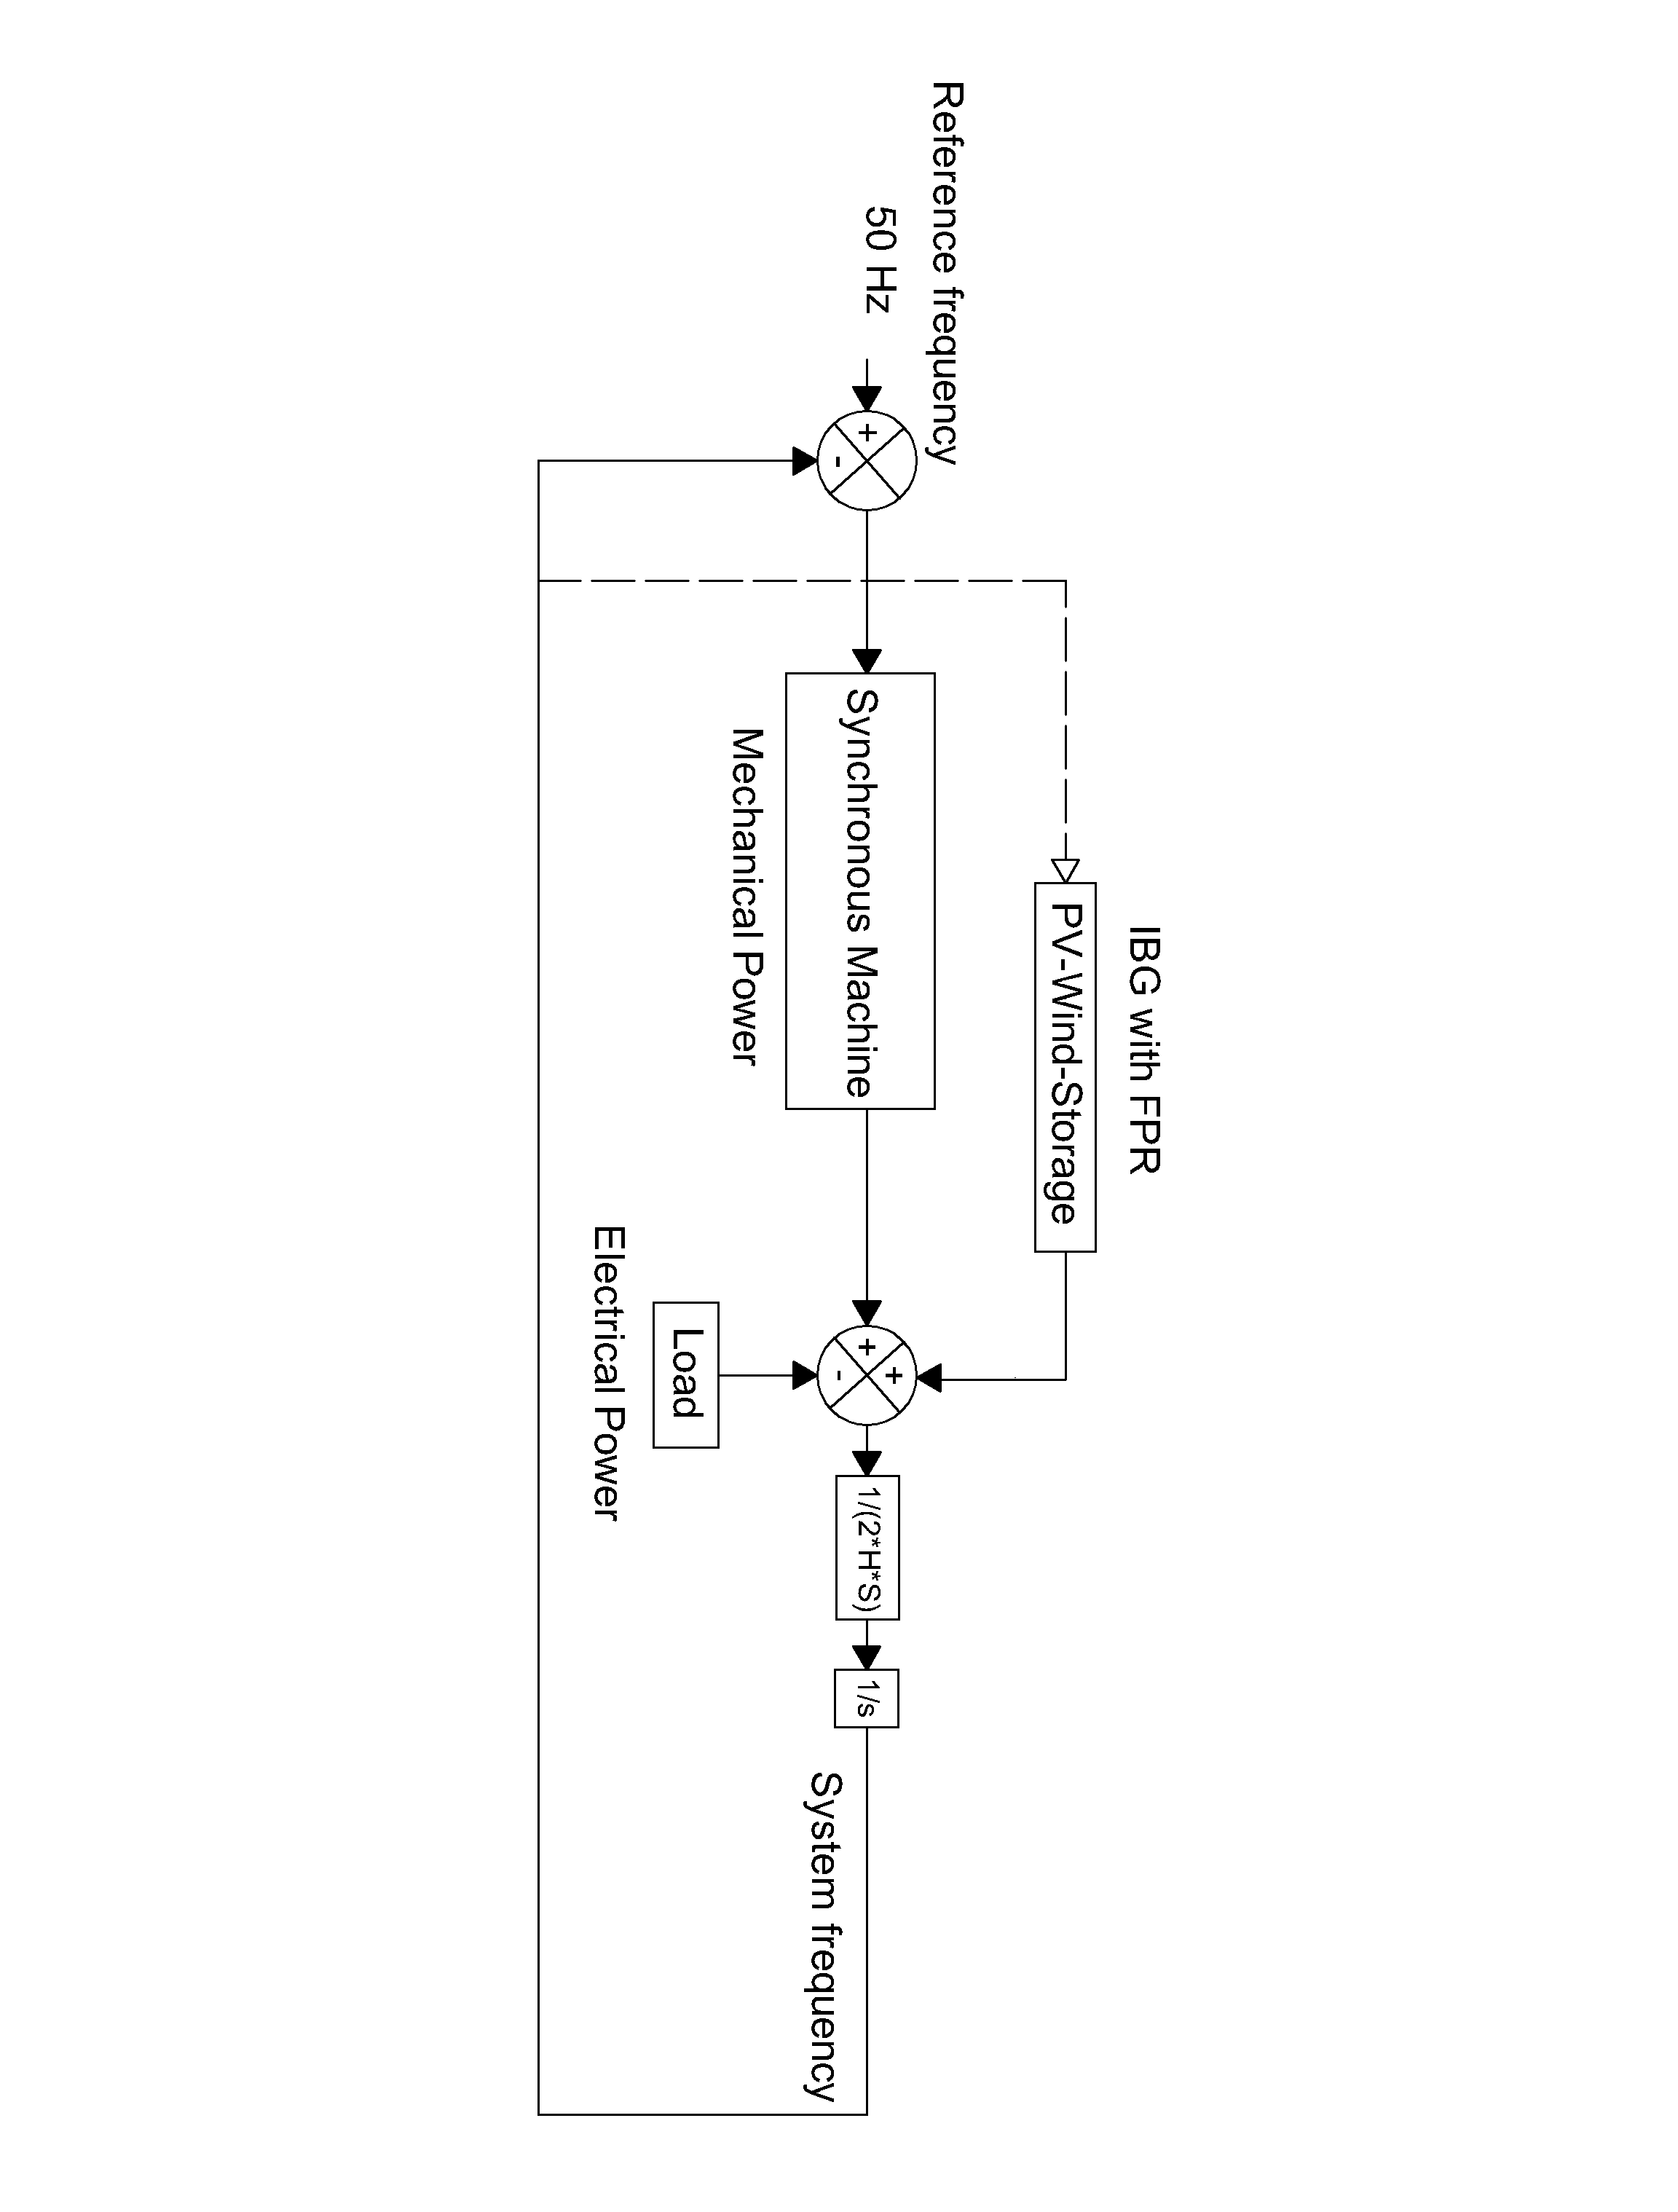 IBG with FPR
PV-Wind-Storage
Reference frequency
50 Hz
+
-
Synchronous Machine
Mechanical Power
+
+
-
1/(2*H*S)
1/s
System frequency
Load
Electrical Power